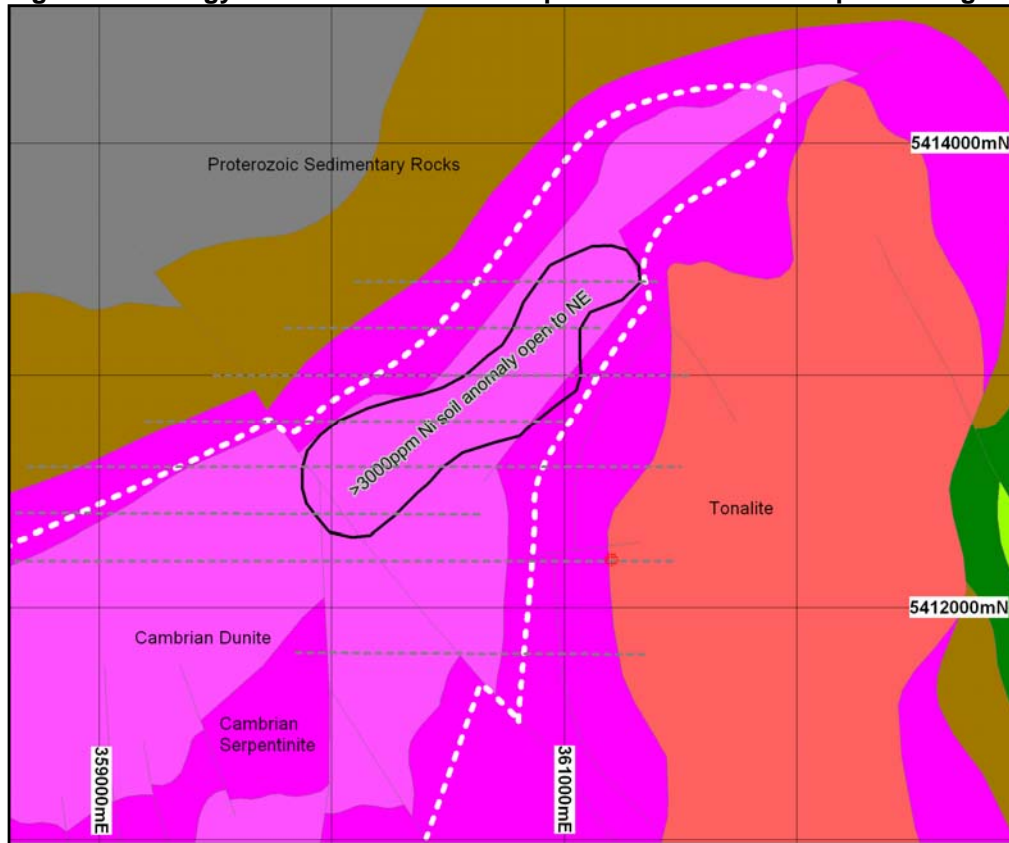 Proterozoic Sedimentary Rocks
5414000mN
>3000ppm Ni soil anomaly open to NE
Tonalite
5412000mN
Cambrian Dunite
Cambrian
Serpentinite
359000mE
361000mE